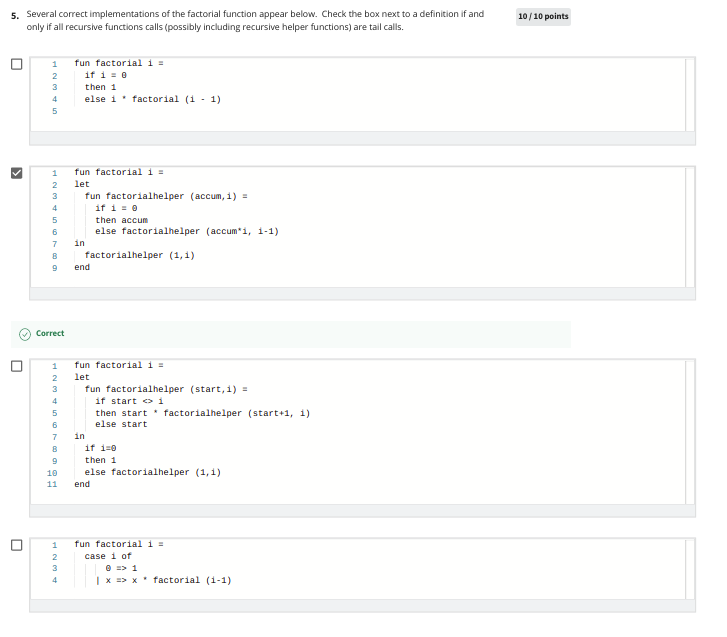 5. Several correct implementations of the factorial function appear below. Check the box next to a definition if and
10 / 10 points
only if all recursive functions calls (possibly including recursive helper functions) are tail calls.
1 fun factorial i =
2 if i = 0
3 then 1
4 else i * factorial (i - 1)
5
1 fun factorial i =
2 let
3 fun factorialhelper (accum,i) =
4 if i = 0
5 then accum
6 else factorialhelper (accum*i, i-1)
7 in
8 factorialhelper (1,i)
9 end
Correct
1 fun factorial i =
2 let
3 fun factorialhelper (start,i) =
4 if start <> i
5 then start * factorialhelper (start+1, i)
6 else start
7 in
8 if i=0
9 then 1
10 else factorialhelper (1,i)
11 end
1 fun factorial i =
2 case i of
3 0 => 1
4 | x => x * factorial (i-1)